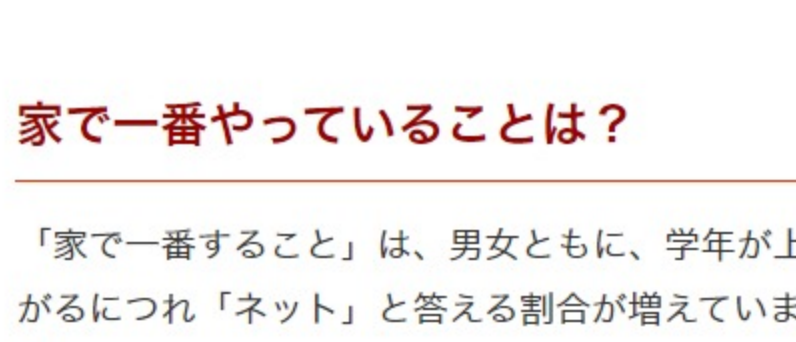 家で一番やっていることは？
「家で一番すること」は、男女ともに、学年が上
がるにつれ「ネット」と答える割合が増えていま